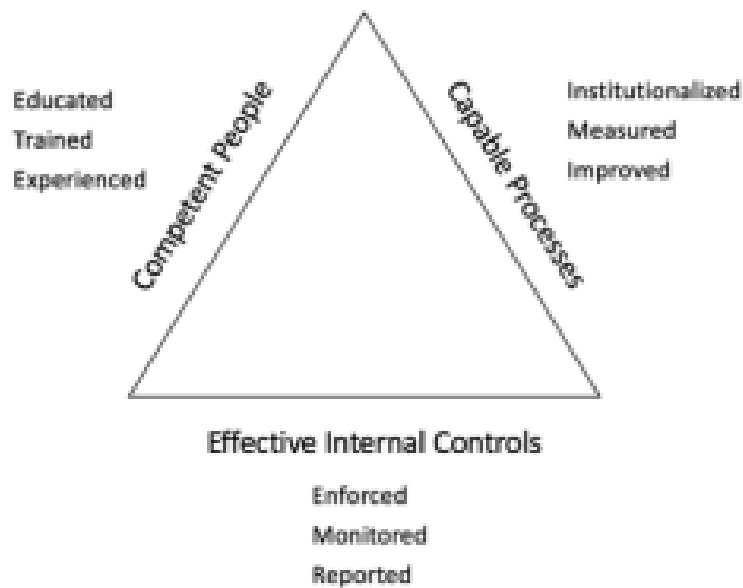 Educated
Trained
Experienced
Competent People
Capable Processes
Institutionalized
Measured
Improved
Effective Internal Controls
Enforced
Monitored
Reported